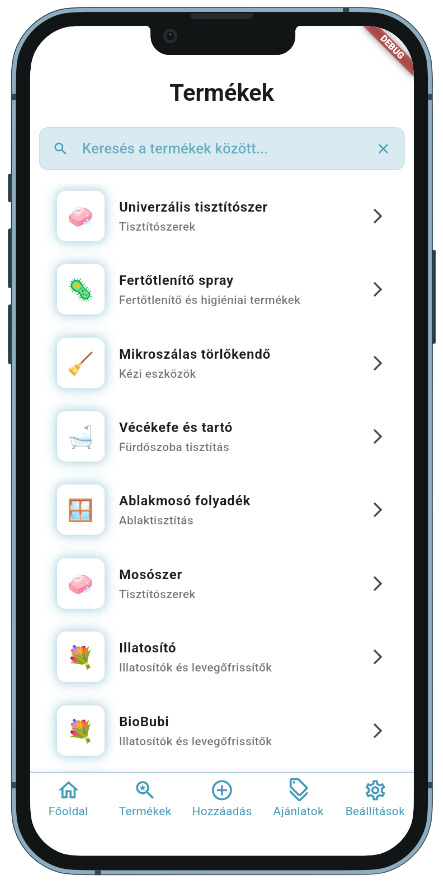 DEBUG
Termékek
Keresés a termékek között...
Univerzális tisztítószer
Tisztítószerek
Fertőtlenítő spray
Fertőtlenítő és higiéniai termékek
Mikroszálas törlőkendő
Kézi eszközök
Vécékefe és tartó
Fürdőszoba tisztítás
Ablakmosó folyadék
Ablaktisztítás
Mosószer
Tisztítószerek
Illatosító
Illatosítók és levegőfrissítők
BioBubi
Illatosítók és levegőfrissítők
Főoldal Termékek Hozzáadás Ajánlatok Beállítások